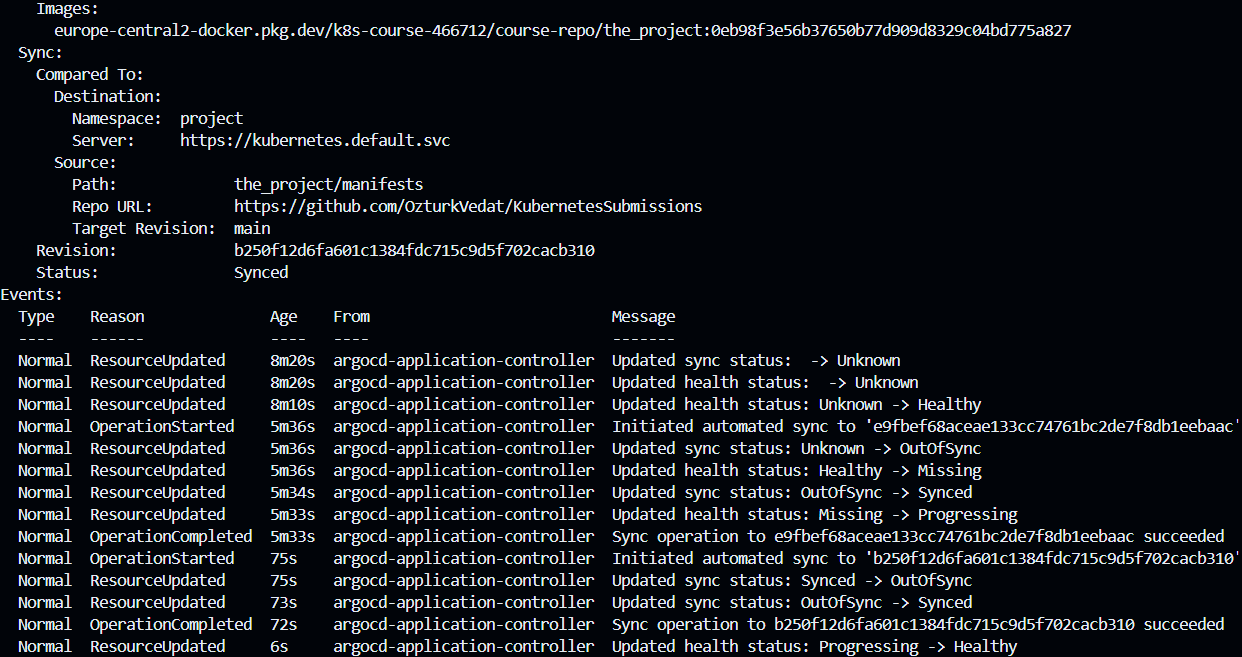 Images:
europe-central2-docker.pkg.dev/k8s-course-466712/course-repo/the_project:0eb98f3e56b37650b77d909d8329c04bd775a827
Sync:
Compared To:
Destination:
Namespace:  project
Server:     https://kubernetes.default.svc
Source:
Path:             the_project/manifests
Repo URL:         https://github.com/OzturkVedat/KubernetesSubmissions
Target Revision:  main
Revision:             b250f12d6fa601c1384fdc715c9d5f702cacb310
Status:               Synced
Events:
Type    Reason              Age    From                           Message
----    ------              ----   ----                           -------
Normal  ResourceUpdated     8m20s  argocd-application-controller  Updated sync status:  -> Unknown
Normal  ResourceUpdated     8m20s  argocd-application-controller  Updated health status:  -> Unknown
Normal  ResourceUpdated     8m10s  argocd-application-controller  Updated health status: Unknown -> Healthy
Normal  OperationStarted    5m36s  argocd-application-controller  Initiated automated sync to 'e9fbef68aceae133cc74761bc2de7f8db1eebaac'
Normal  ResourceUpdated     5m36s  argocd-application-controller  Updated sync status: Unknown -> OutOfSync
Normal  ResourceUpdated     5m36s  argocd-application-controller  Updated health status: Healthy -> Missing
Normal  ResourceUpdated     5m34s  argocd-application-controller  Updated sync status: OutOfSync -> Synced
Normal  ResourceUpdated     5m33s  argocd-application-controller  Updated health status: Missing -> Progressing
Normal  OperationCompleted  5m33s  argocd-application-controller  Sync operation to e9fbef68aceae133cc74761bc2de7f8db1eebaac succeeded
Normal  OperationStarted    75s    argocd-application-controller  Initiated automated sync to 'b250f12d6fa601c1384fdc715c9d5f702cacb310'
Normal  ResourceUpdated     75s    argocd-application-controller  Updated sync status: Synced -> OutOfSync
Normal  ResourceUpdated     73s    argocd-application-controller  Updated sync status: OutOfSync -> Synced
Normal  OperationCompleted  72s    argocd-application-controller  Sync operation to b250f12d6fa601c1384fdc715c9d5f702cacb310 succeeded
Normal  ResourceUpdated     6s     argocd-application-controller  Updated health status: Progressing -> Healthy